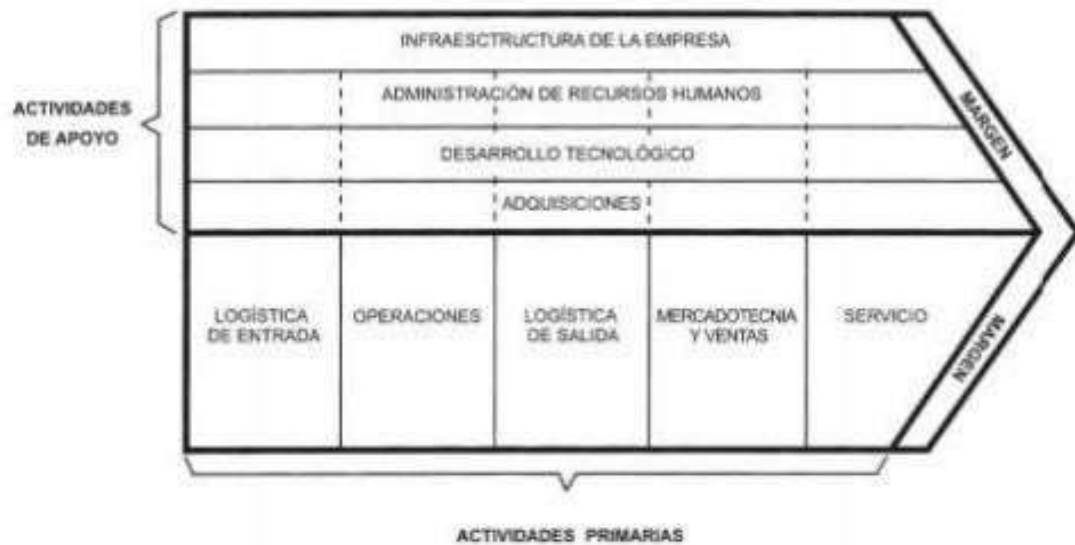 INFRAESCTRUCTURA DE LA EMPRESA
ACTIVIDADES
DE APOYO
ADMINISTRACIÓN DE RECURSOS HUMANOS
DESARROLLO TECNOLÓGICO
ADQUISICIONES
MARGEN
LOGÍSTICA
DE ENTRADA
OPERACIONES
LOGÍSTICA
DE SALIDA
MERCADOTECNIA
Y VENTAS
SERVICIO
MARGEN
ACTIVIDADES PRIMARIAS